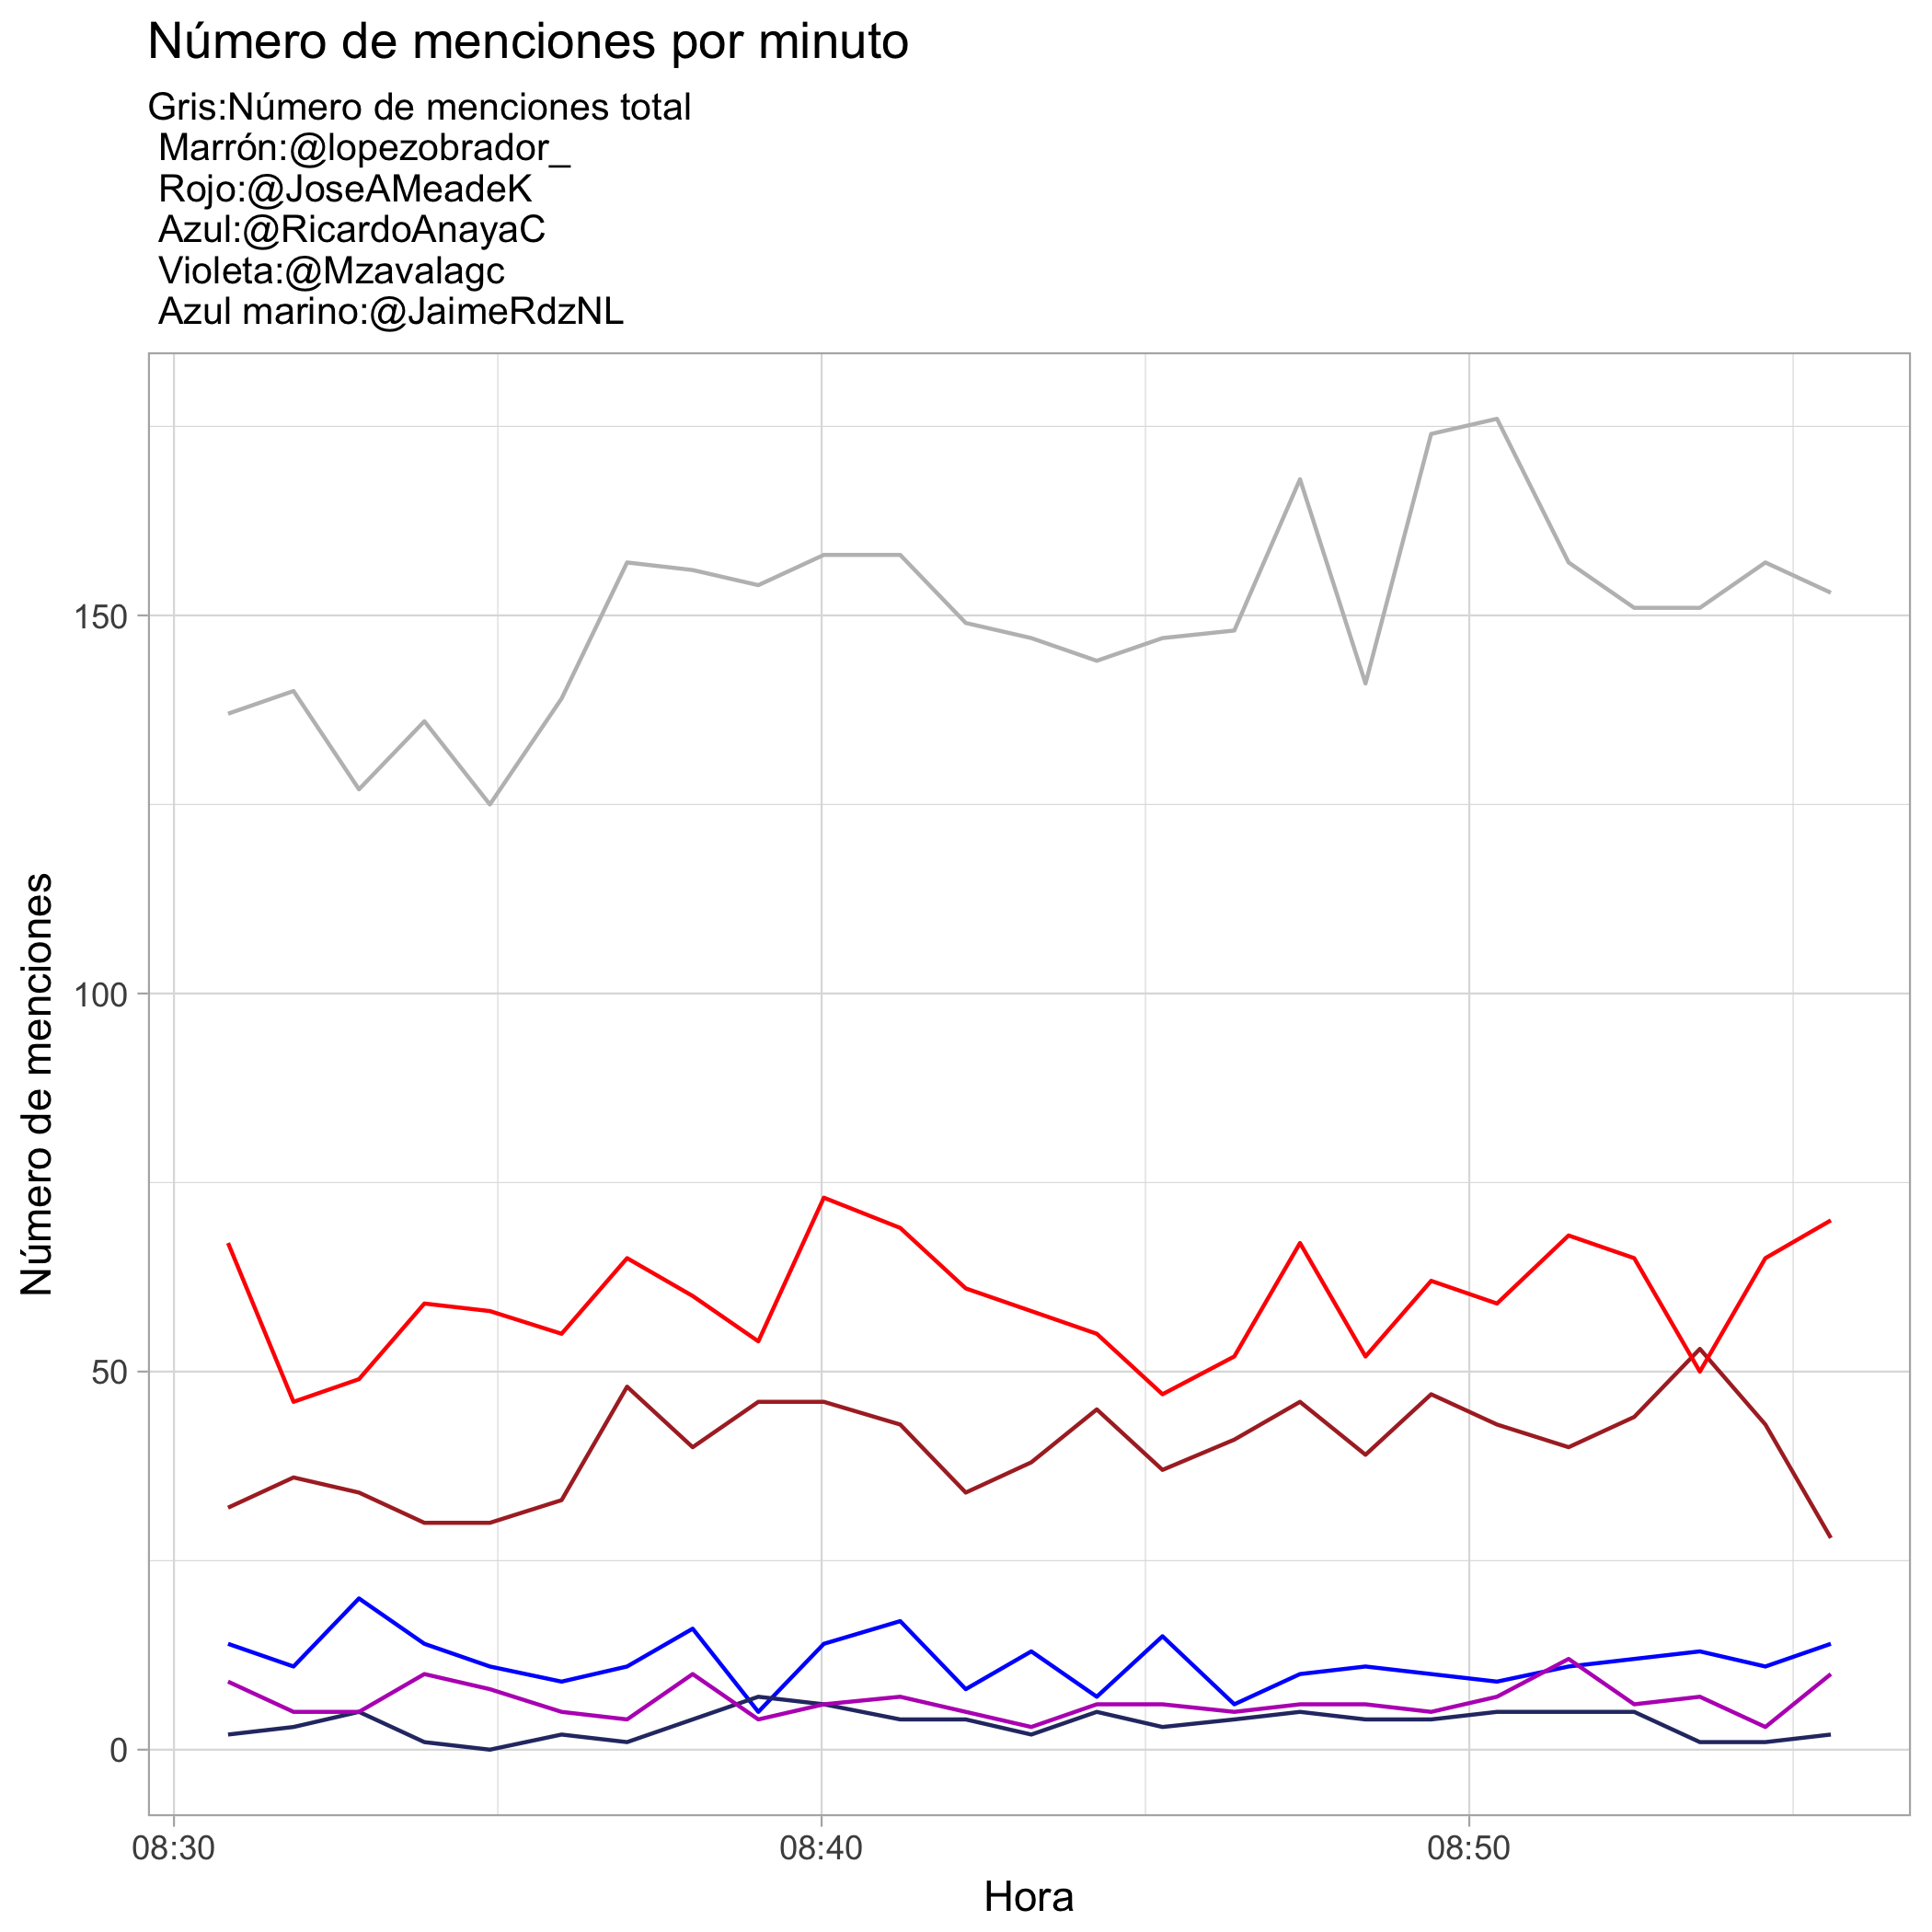 Número de menciones por minuto
Gris:Número de menciones total
Marrón:@lopezobrador_
Rojo:@JoseAMeadeK
Azul:@RicardoAnayaC
Violeta:@Mzavalagc
Azul marino:@JaimeRdzNL
Número de menciones
150
100
50
0
08:30
08:40
08:50
Hora